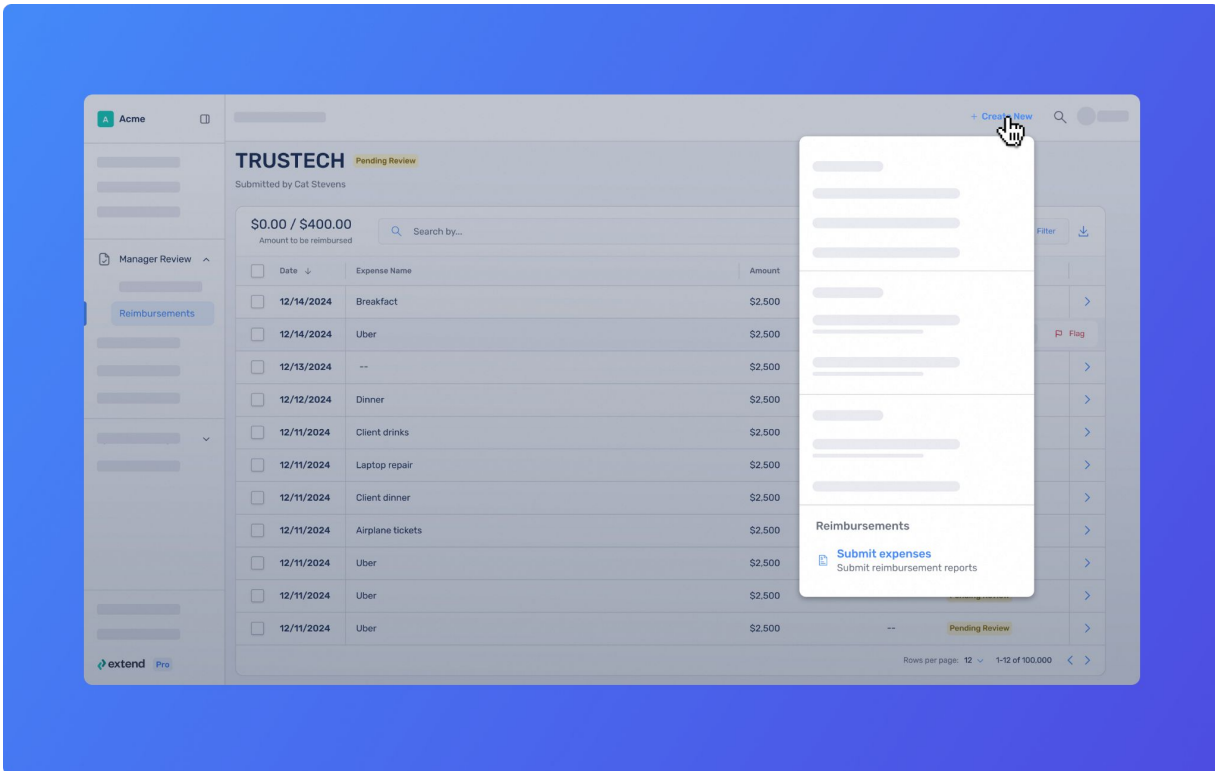 A Acme
+ Create New
TRUSTECH Pending Review
Submitted by Cat Stevens
$0.00 / $400.00
Amount to be reimbursed
Search by...
Filter
Manager Review
Reimbursements
Date ↓ Expense Name Amount
12/14/2024 Breakfact $2,500
12/14/2024 Uber $2,500 Flag
12/13/2024 -- $2,500
12/12/2024 Dinner $2,500
12/11/2024 Client drinks $2,500
12/11/2024 Laptop repair $2,500
12/11/2024 Client dinner $2,500
12/11/2024 Airplane tickets $2,500
12/11/2024 Uber $2,500
12/11/2024 Uber $2,500
12/11/2024 Uber $2,500 -- Pending Review
Reimbursements
Submit expenses
Submit reimbursement reports
Rows per page: 12 1-12 of 100,000
extend Pro